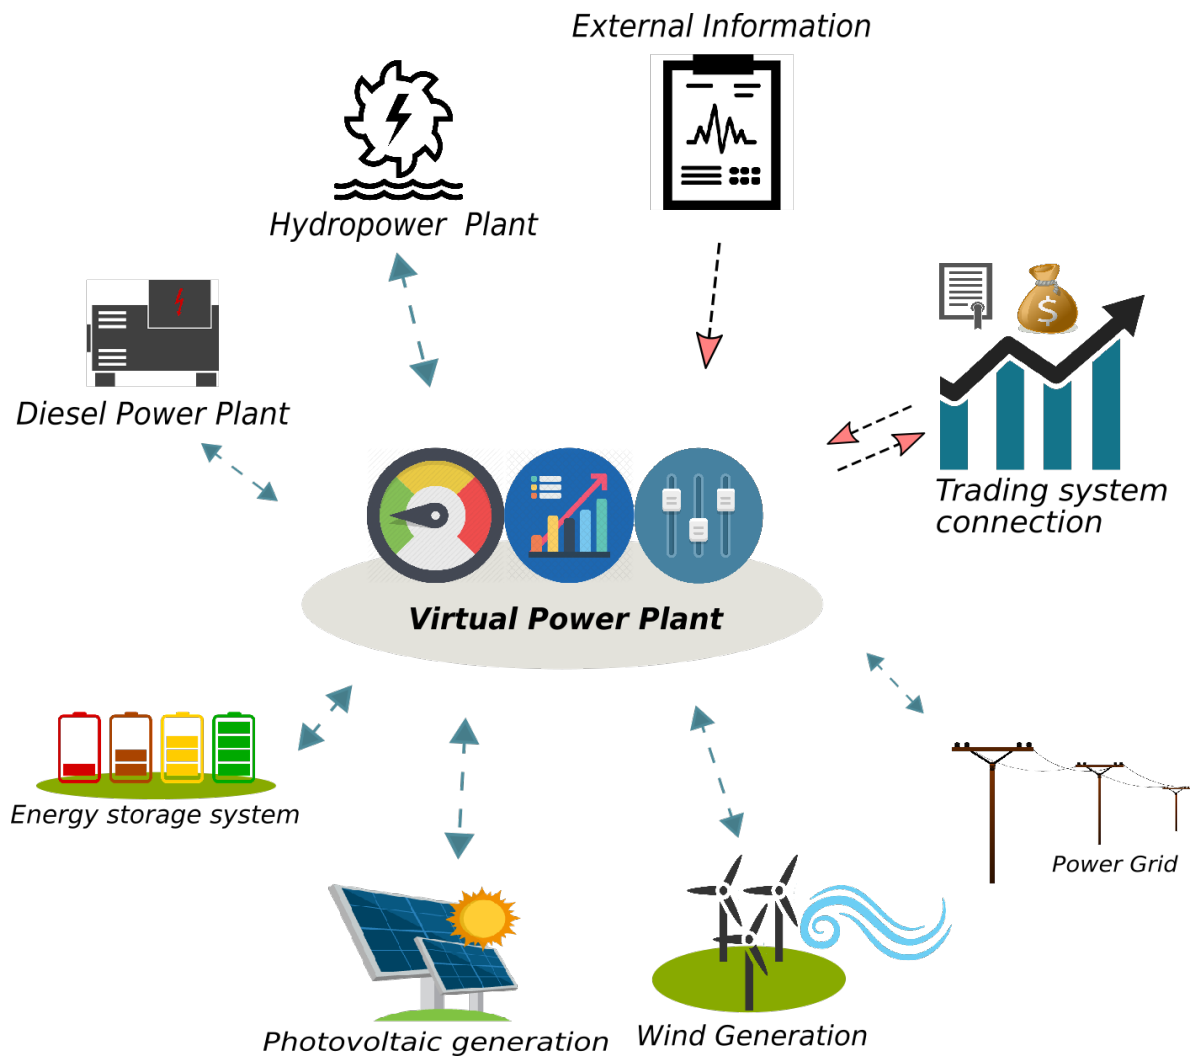 External Information
Hydropower Plant
Diesel Power Plant
$
Trading system
connection
Virtual Power Plant
Energy storage system
Power Grid
Photovoltaic generation
Wind Generation